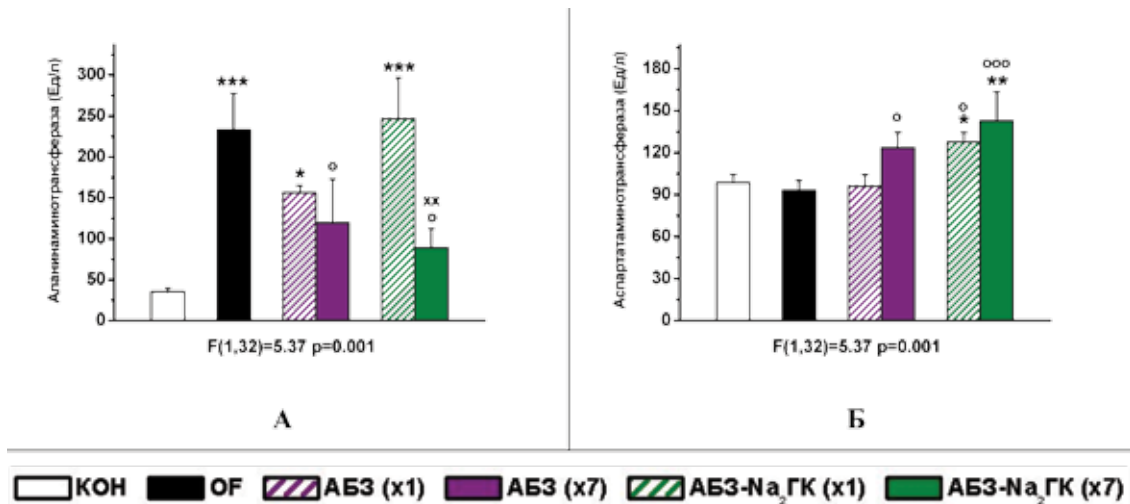 Аланинаминотрансфераза (Ед/л)
300
250
200
150
100
50
0
***
*
о
***
xx
о
F(1,32)=5.37 p=0.001
А
Аспартатаминотрансфераза (Ед/л)
180
150
120
90
60
30
0
о
о
*
ооо
**
F(1,32)=5.37 p=0.001
Б
КОН OF АБЗ (x1) АБЗ (x7) АБЗ-Na₂ГК (x1) АБЗ-Na₂ГК (x7)